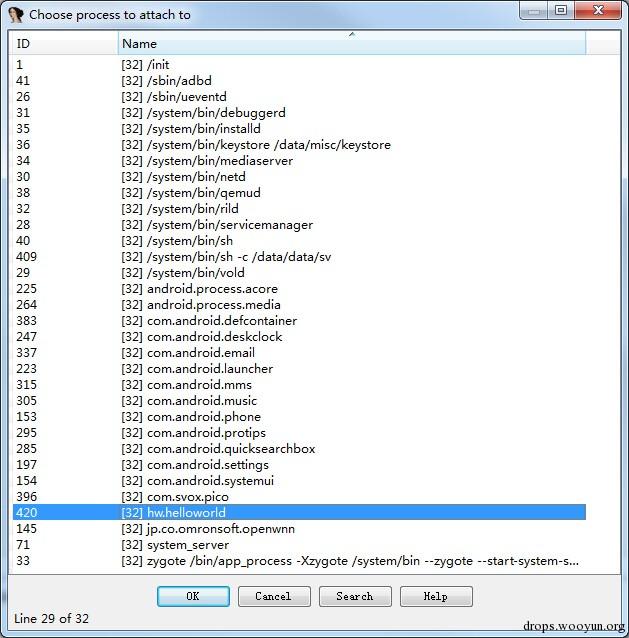 Choose process to attach to
ID Name
1 [32] /init
41 [32] /sbin/adbd
26 [32] /sbin/ueventd
31 [32] /system/bin/debuggerd
35 [32] /system/bin/installd
36 [32] /system/bin/keystore /data/misc/keystore
34 [32] /system/bin/mediaserver
30 [32] /system/bin/netd
38 [32] /system/bin/qemud
32 [32] /system/bin/rild
28 [32] /system/bin/servicemanager
40 [32] /system/bin/sh
409 [32] /system/bin/sh -c /data/data/sv
29 [32] /system/bin/vold
225 [32] android.process.acore
264 [32] android.process.media
383 [32] com.android.defcontainer
247 [32] com.android.deskclock
337 [32] com.android.email
223 [32] com.android.launcher
315 [32] com.android.mms
305 [32] com.android.music
153 [32] com.android.phone
295 [32] com.android.protips
285 [32] com.android.quicksearchbox
197 [32] com.android.settings
154 [32] com.android.systemui
396 [32] com.svox.pico
420 [32] hw.helloworld
145 [32] jp.co.omronsoft.openwnn
71 [32] system_server
33 [32] zygote /bin/app_process -Xzygote /system/bin --zygote --start-system-s...
OK Cancel Search Help
Line 29 of 32
drops.wooyun.org